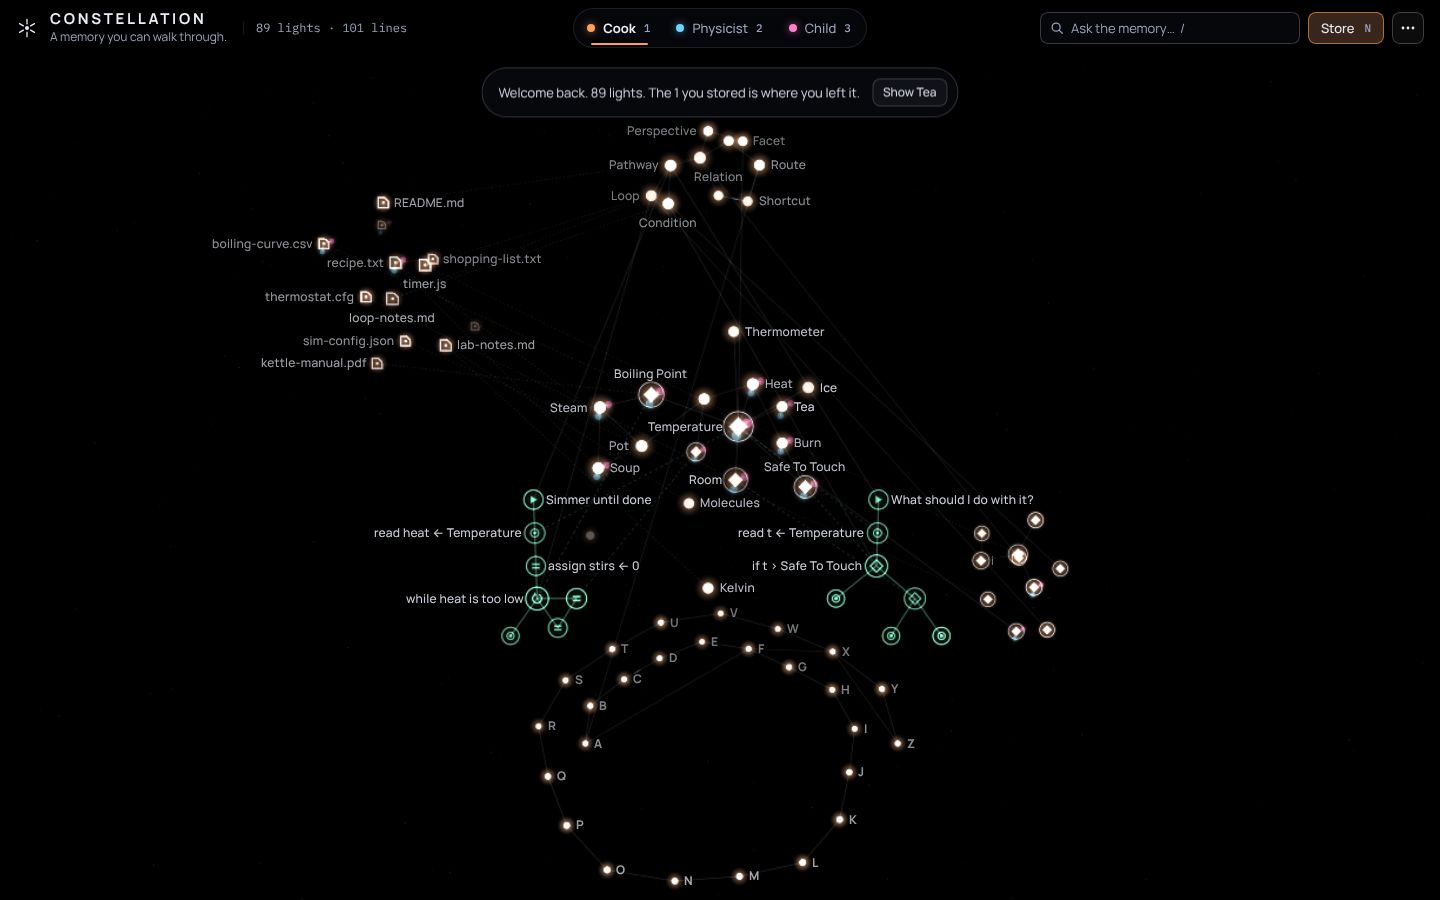 CONSTELLATION
A memory you can walk through.
89 lights · 101 lines
Cook 1
Physicist 2
Child 3
Ask the memory… /
Store N
Welcome back. 89 lights. The 1 you stored is where you left it.
Show Tea
Perspective
Facet
Pathway
Route
Relation
Loop
Shortcut
Condition
README.md
boiling-curve.csv
recipe.txt
shopping-list.txt
timer.js
thermostat.cfg
loop-notes.md
sim-config.json
lab-notes.md
kettle-manual.pdf
Thermometer
Boiling Point
Heat
Ice
Steam
Tea
Temperature
Pot
Burn
Soup
Safe To Touch
Room
Molecules
Simmer until done
What should I do with it?
read heat ← Temperature
read t ← Temperature
assign stirs ← 0
if t > Safe To Touch
i
while heat is too low
Kelvin
V
U
W
T
E
F
X
D
G
S
C
H
Y
B
R
I
A
Z
Q
J
P
K
O
L
N
M